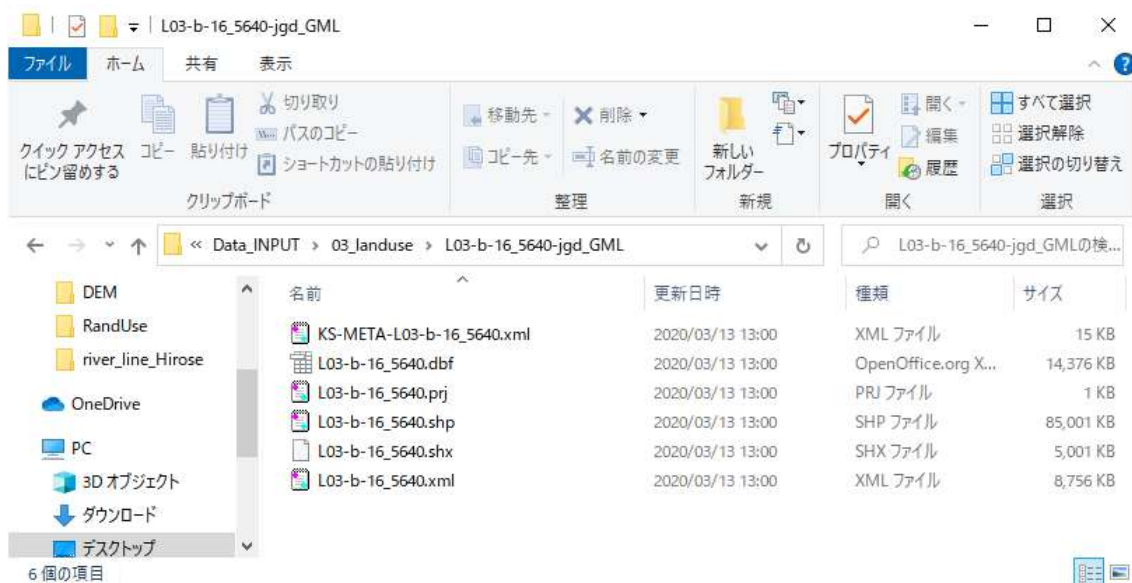 L03-b-16_5640-jgd_GML
ファイル ホーム 共有 表示
クイック アクセス
にピン留めする
コピー
貼り付け
切り取り
パスのコピー
ショートカットの貼り付け
クリップボード
移動先
コピー先
削除
名前の変更
整理
新しい
フォルダー
新規
プロパティ
開く
編集
履歴
開く
すべて選択
選択解除
選択の切り替え
選択
« Data_INPUT › 03_landuse › L03-b-16_5640-jgd_GML
L03-b-16_5640-jgd_GMLの検...
DEM
RandUse
river_line_Hirose
OneDrive
PC
3D オブジェクト
ダウンロード
デスクトップ
名前 更新日時 種類 サイズ
KS-META-L03-b-16_5640.xml 2020/03/13 13:00 XML ファイル 15 KB
L03-b-16_5640.dbf 2020/03/13 13:00 OpenOffice.org X... 14,376 KB
L03-b-16_5640.prj 2020/03/13 13:00 PRJ ファイル 1 KB
L03-b-16_5640.shp 2020/03/13 13:00 SHP ファイル 85,001 KB
L03-b-16_5640.shx 2020/03/13 13:00 SHX ファイル 5,001 KB
L03-b-16_5640.xml 2020/03/13 13:00 XML ファイル 8,756 KB
6 個の項目